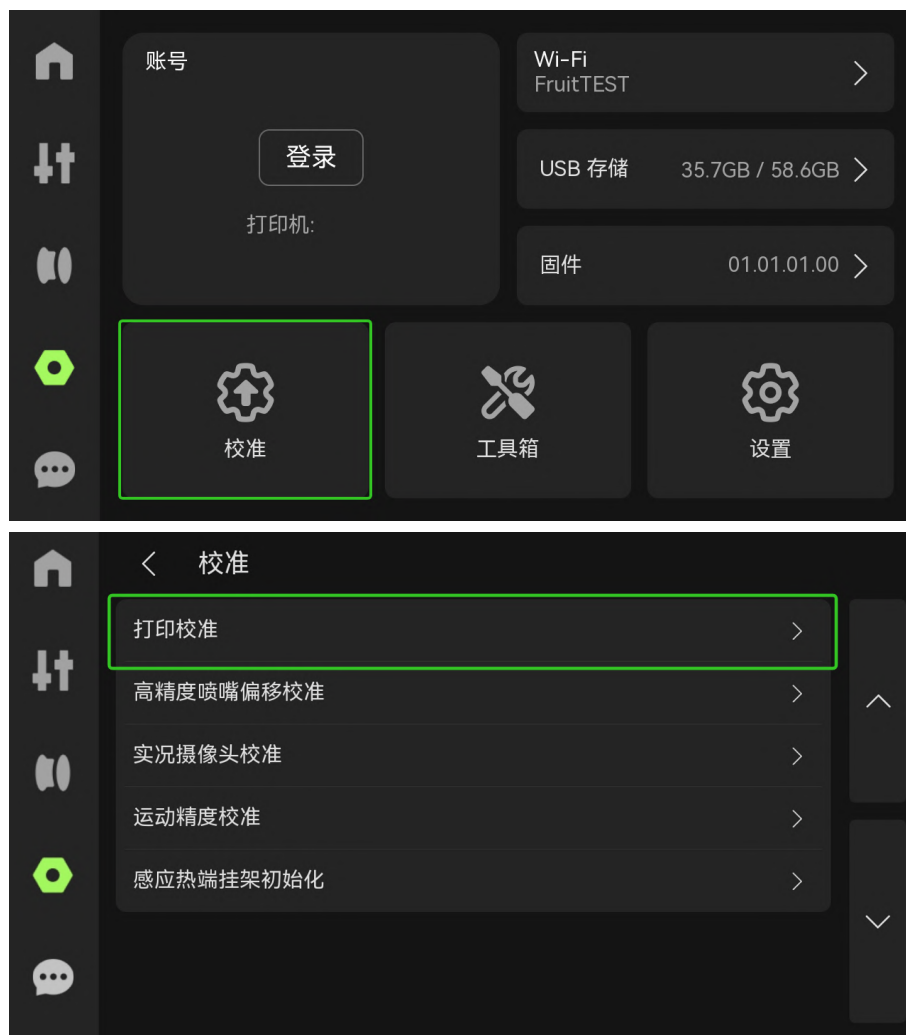 账号
登录
打印机:
Wi-Fi
FruitTEST
USB 存储 35.7GB / 58.6GB
固件 01.01.01.00
校准
工具箱
设置
校准
打印校准
高精度喷嘴偏移校准
实况摄像头校准
运动精度校准
感应热端挂架初始化